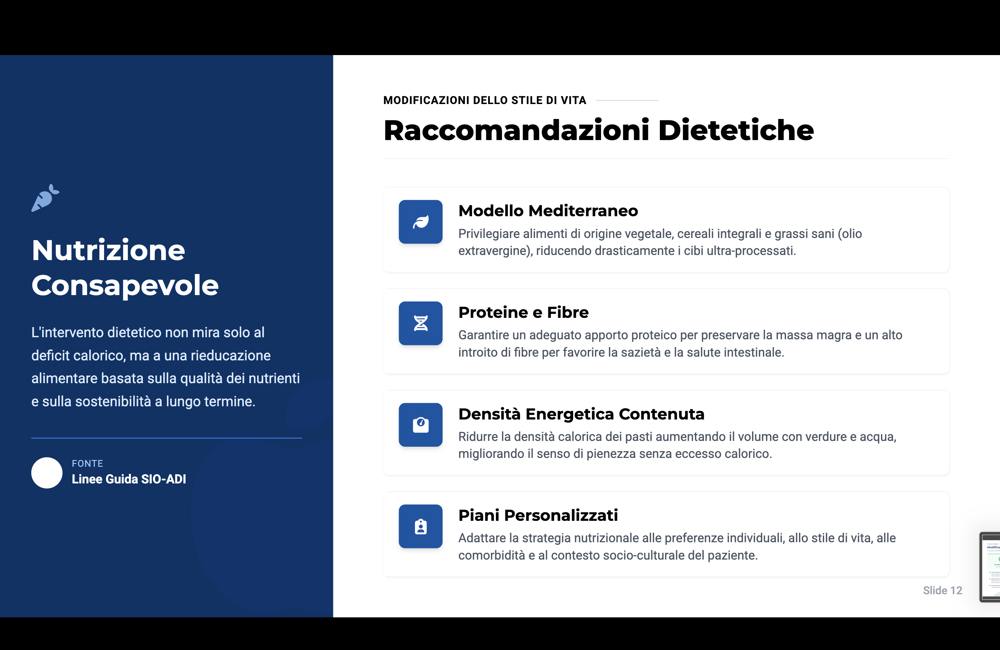 Nutrizione
Consapevole
L'intervento dietetico non mira solo al
deficit calorico, ma a una rieducazione
alimentare basata sulla qualità dei nutrienti
e sulla sostenibilità a lungo termine.
FONTE
Linee Guida SIO-ADI
MODIFICAZIONI DELLO STILE DI VITA
Raccomandazioni Dietetiche
Modello Mediterraneo
Privilegiare alimenti di origine vegetale, cereali integrali e grassi sani (olio
extravergine), riducendo drasticamente i cibi ultra-processati.
Proteine e Fibre
Garantire un adeguato apporto proteico per preservare la massa magra e un alto
introito di fibre per favorire la sazietà e la salute intestinale.
Densità Energetica Contenuta
Ridurre la densità calorica dei pasti aumentando il volume con verdure e acqua,
migliorando il senso di pienezza senza eccesso calorico.
Piani Personalizzati
Adattare la strategia nutrizionale alle preferenze individuali, allo stile di vita, alle
comorbidità e al contesto socio-culturale del paziente.
Slide 12
Modifica